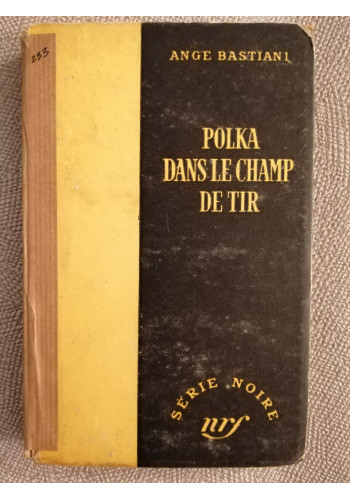 253
ANGE BASTIANI
POLKA
DANS LE CHAMP
DE TIR
SÉRIE NOIRE
nrf